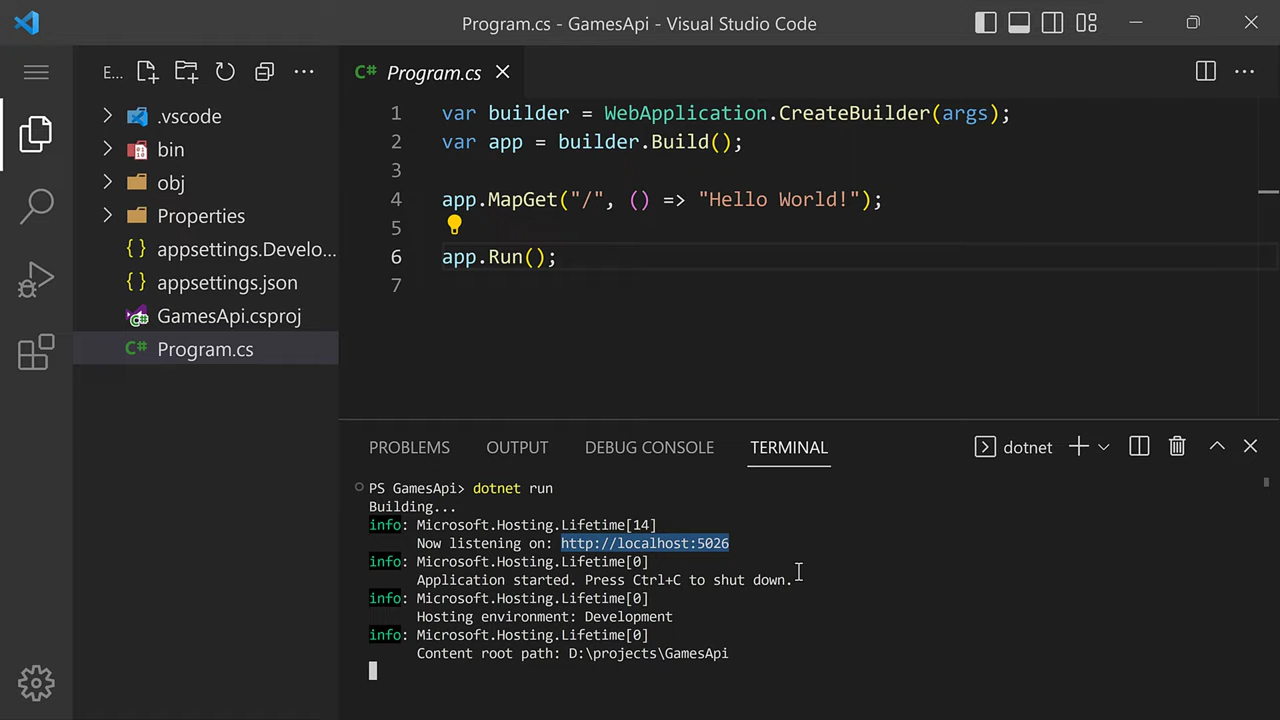 Program.cs - GamesApi - Visual Studio Code
E...
Program.cs
.vscode
bin
obj
Properties
appsettings.Develo...
appsettings.json
GamesApi.csproj
Program.cs
1 var builder = WebApplication.CreateBuilder(args);
2 var app = builder.Build();
3
4 app.MapGet("/", () => "Hello World!");
5
6 app.Run();
7
PROBLEMS OUTPUT DEBUG CONSOLE TERMINAL dotnet
PS GamesApi> dotnet run
Building...
info: Microsoft.Hosting.Lifetime[14]
Now listening on: http://localhost:5026
info: Microsoft.Hosting.Lifetime[0]
Application started. Press Ctrl+C to shut down.
info: Microsoft.Hosting.Lifetime[0]
Hosting environment: Development
info: Microsoft.Hosting.Lifetime[0]
Content root path: D:\projects\GamesApi